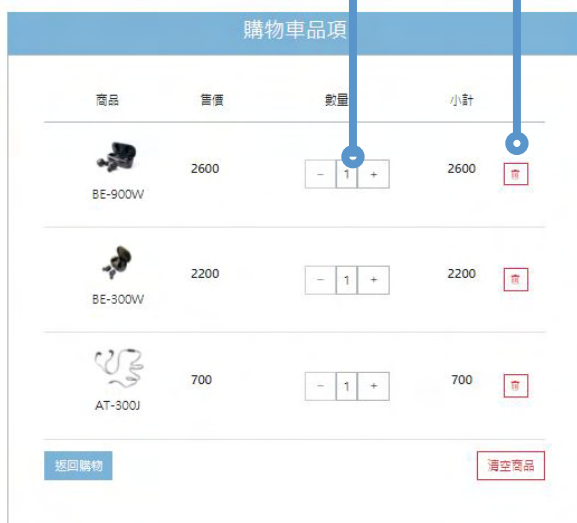 購物車品項
商品 售價 數量 小計
BE-900W 2600 − 1 + 2600
BE-300W 2200 − 1 + 2200
AT-300J 700 − 1 + 700
返回購物 清空商品